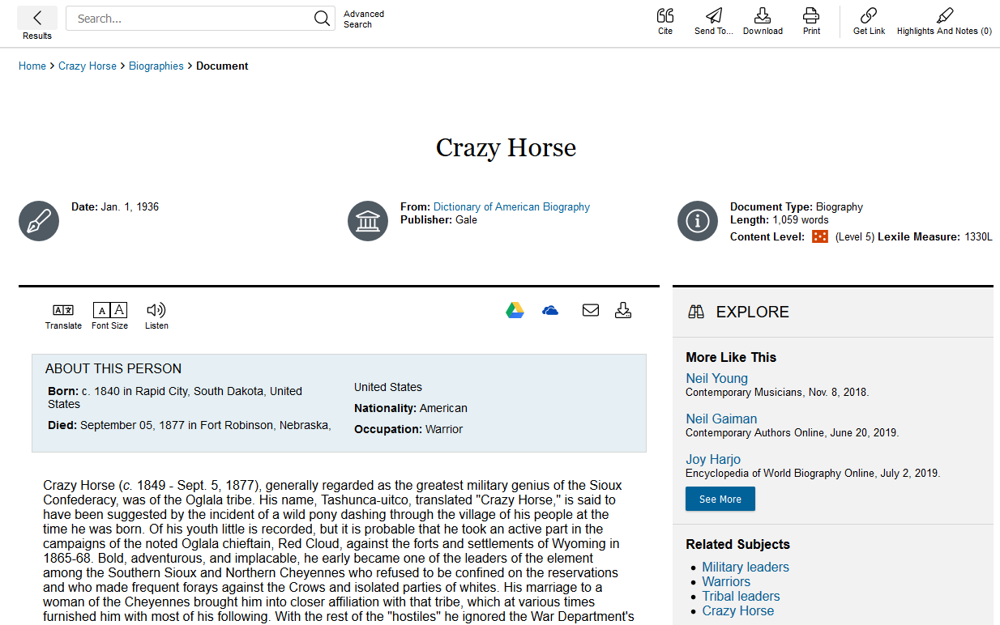 Results
Search...
Advanced
Search
Cite
Send To...
Download
Print
Get Link
Highlights And Notes (0)
Home > Crazy Horse > Biographies > Document
Crazy Horse
Date: Jan. 1, 1936
From: Dictionary of American Biography
Publisher: Gale
Document Type: Biography
Length: 1,059 words
Content Level: (Level 5) Lexile Measure: 1330L
Translate
Font Size
Listen
ABOUT THIS PERSON
Born: c. 1840 in Rapid City, South Dakota, United
States
Died: September 05, 1877 in Fort Robinson, Nebraska,
United States
Nationality: American
Occupation: Warrior
Crazy Horse (c. 1849 - Sept. 5, 1877), generally regarded as the greatest military genius of the Sioux
Confederacy, was of the Oglala tribe. His name, Tashunca-uitco, translated "Crazy Horse," is said to
have been suggested by the incident of a wild pony dashing through the village of his people at the
time he was born. Of his youth little is recorded, but it is probable that he took an active part in the
campaigns of the noted Oglala chieftain, Red Cloud, against the forts and settlements of Wyoming in
1865-68. Bold, adventurous, and implacable, he early became one of the leaders of the element
among the Southern Sioux and Northern Cheyennes who refused to be confined on the reservations
and who made frequent forays against the Crows and isolated parties of whites. His marriage to a
woman of the Cheyennes brought him into closer affiliation with that tribe, which at various times
furnished him with most of his following. With the rest of the "hostiles" he ignored the War Department's
EXPLORE
More Like This
Neil Young
Contemporary Musicians, Nov. 8, 2018.
Neil Gaiman
Contemporary Authors Online, June 20, 2019.
Joy Harjo
Encyclopedia of World Biography Online, July 2, 2019.
See More
Related Subjects
• Military leaders
• Warriors
• Tribal leaders
• Crazy Horse